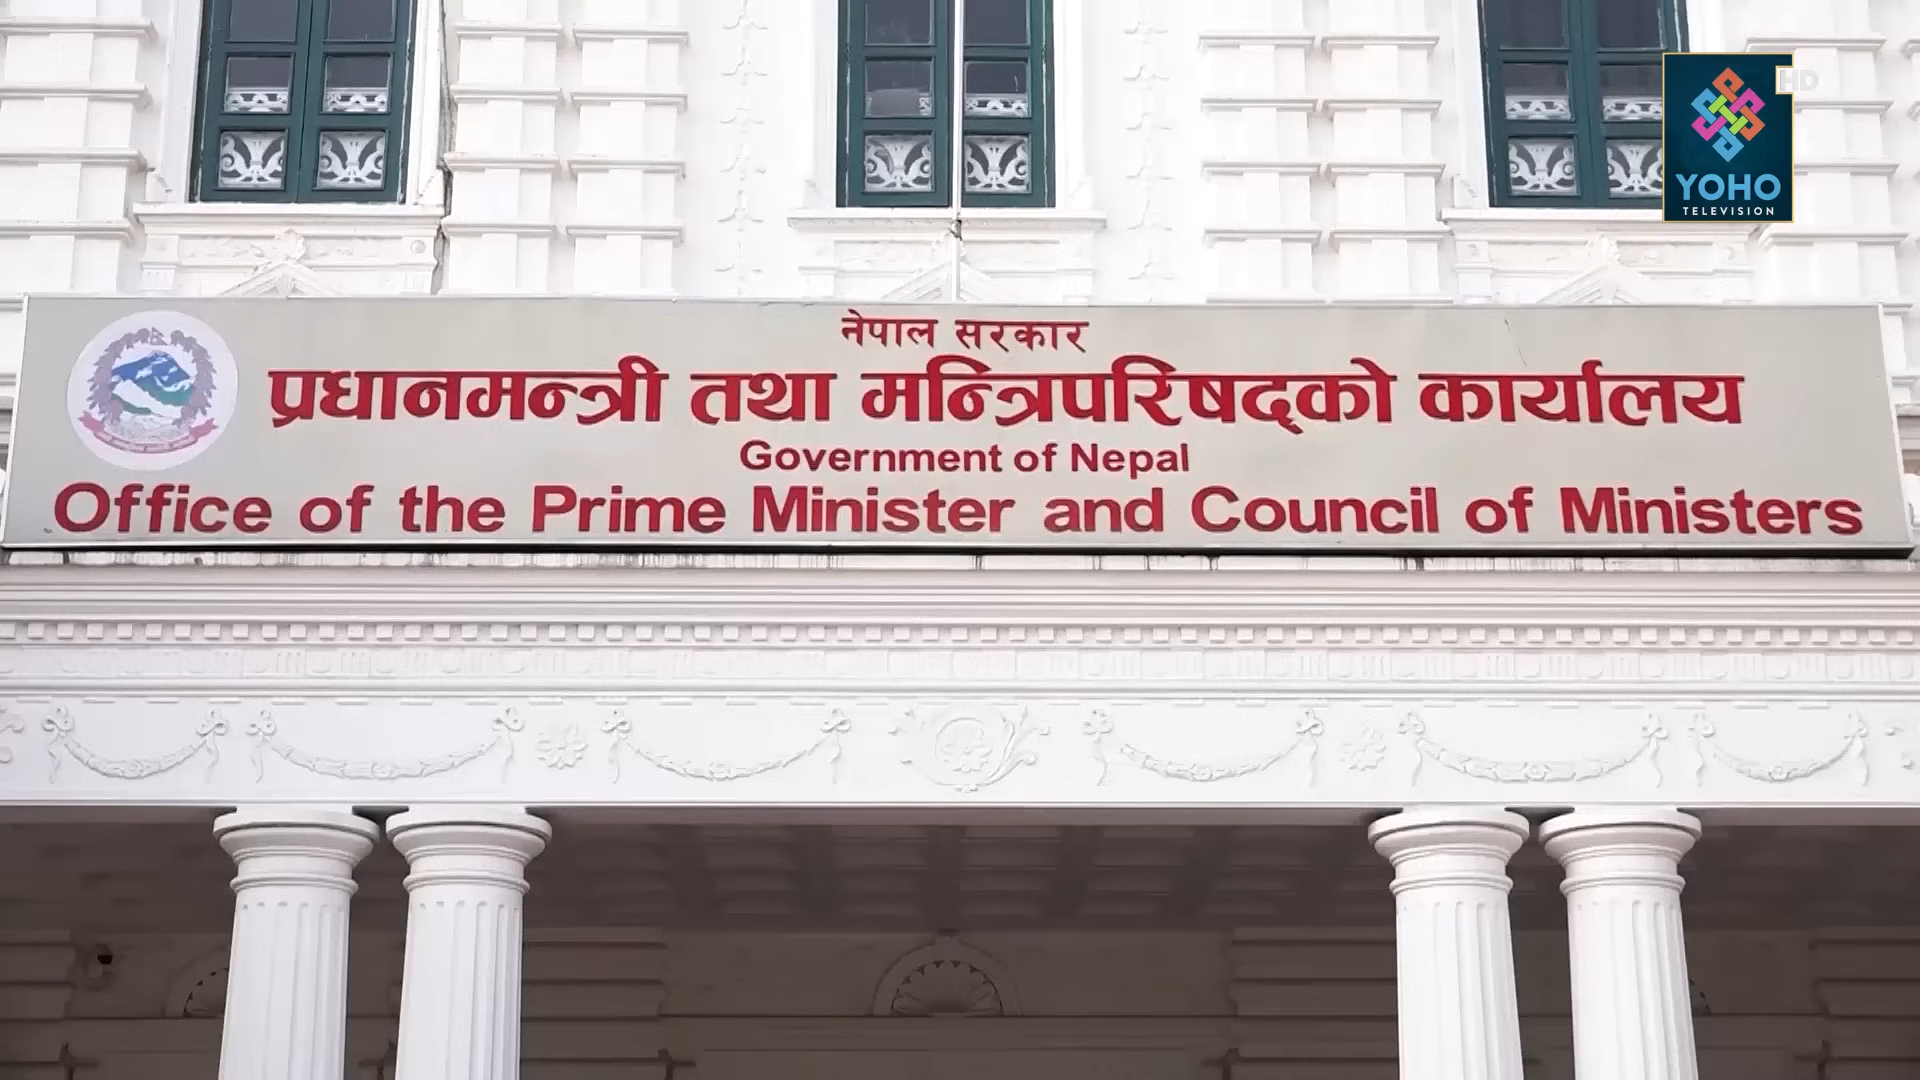 HD
YOHO
TELEVISION
नेपाल सरकार
प्रधानमन्त्री तथा मन्त्रिपरिषद्को कार्यालय
Government of Nepal
Office of the Prime Minister and Council of Ministers